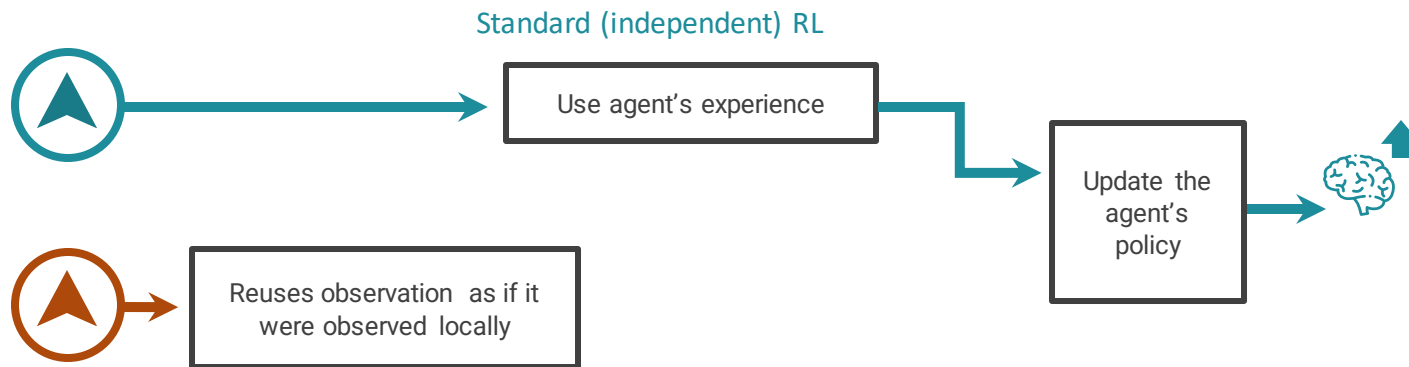 Standard (independent) RL
Use agent’s experience
Update the
agent’s
policy
Reuses observation as if it
were observed locally